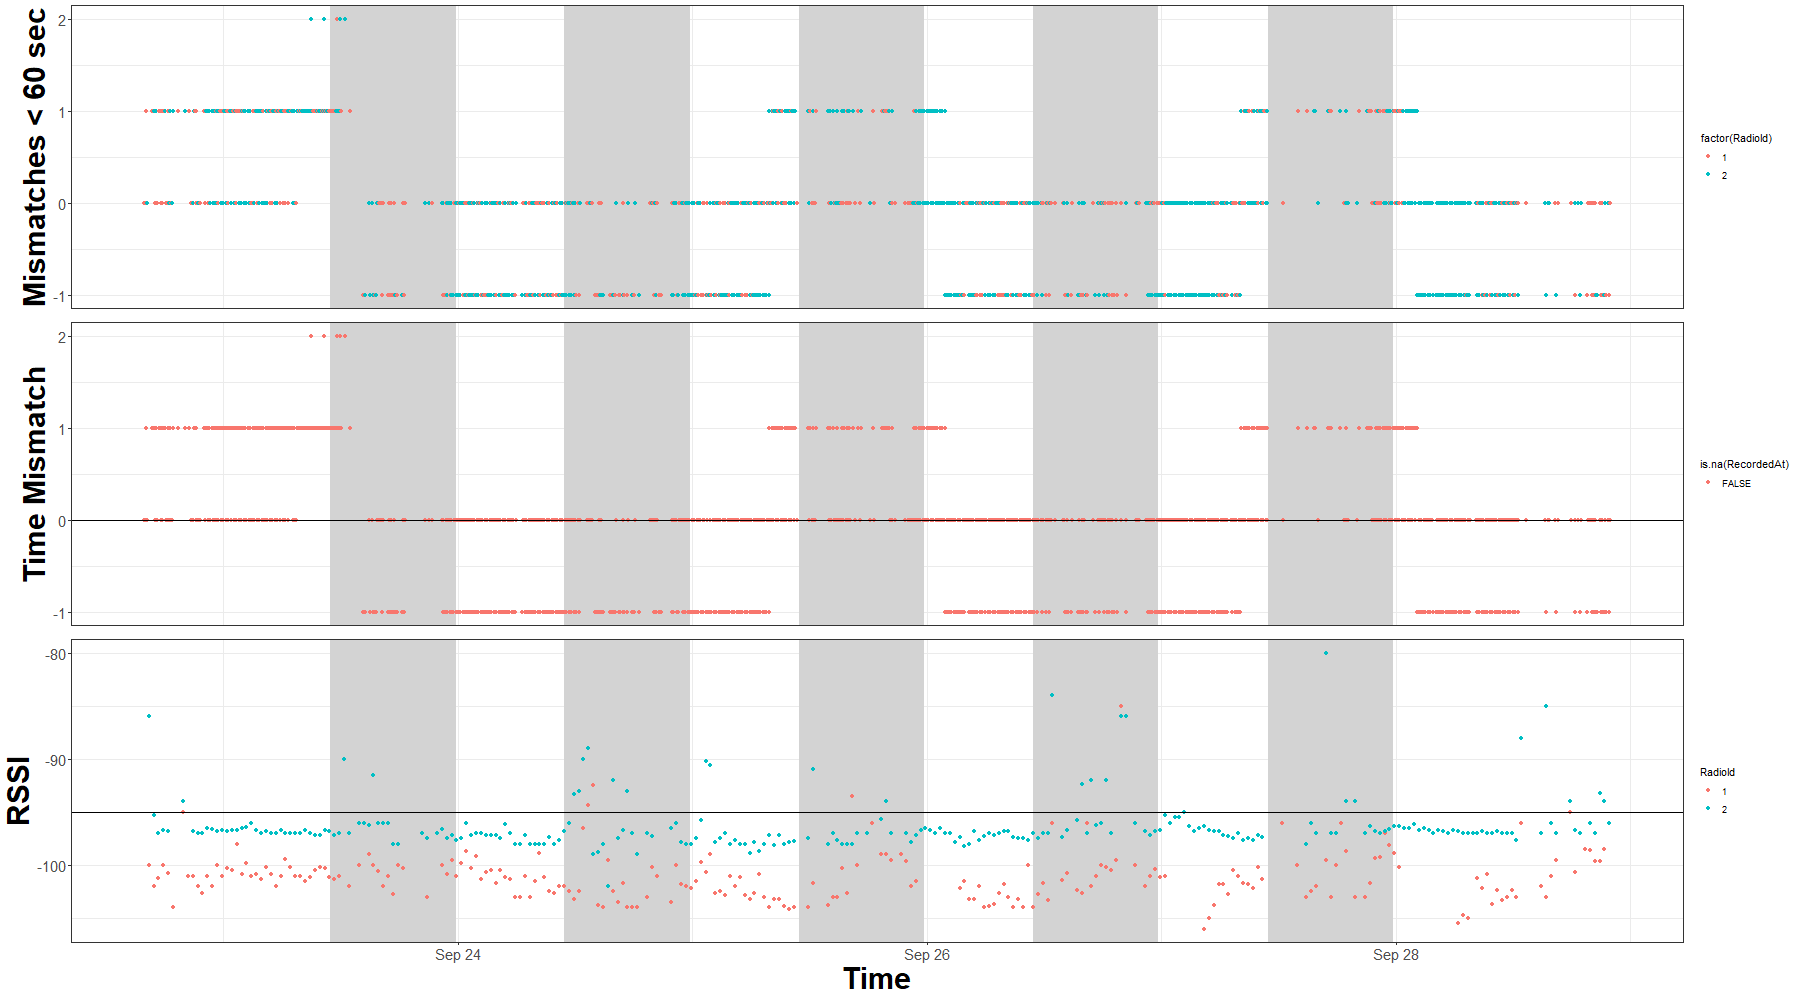 Mismatches < 60 sec
2
1
0
-1
factor(RadioId)
1
2
Time Mismatch
2
1
0
-1
is.na(RecordedAt)
FALSE
RSSI
-80
-90
-100
RadioId
1
2
Sep 24
Sep 26
Sep 28
Time